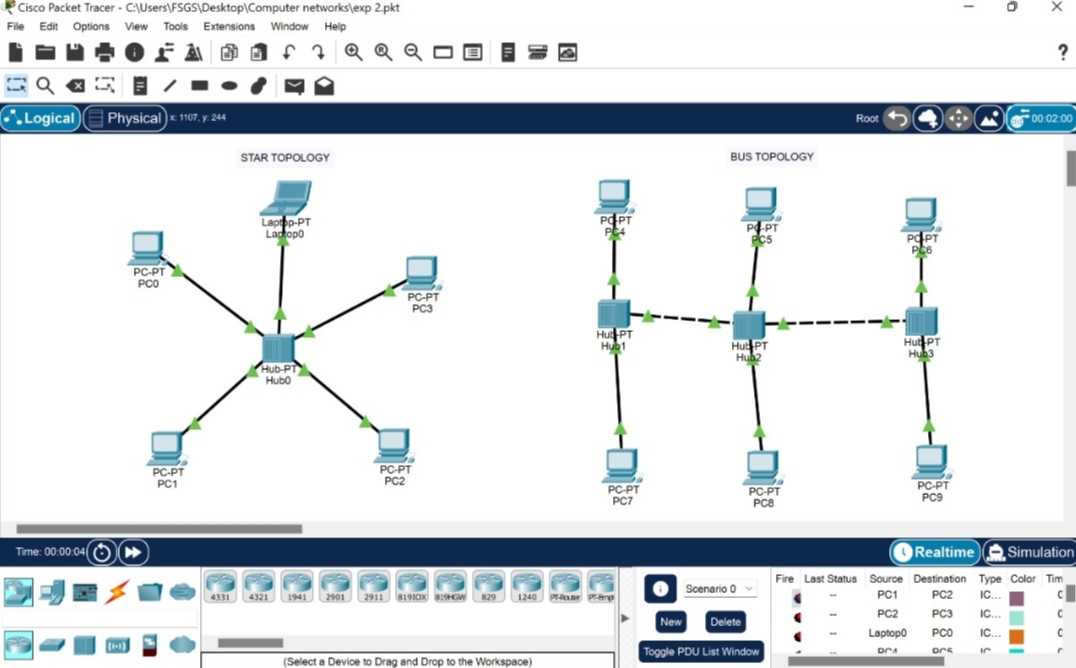 Cisco Packet Tracer - C:\Users\FSGS\Desktop\Computer networks\exp 2.pkt
File Edit Options View Tools Extensions Window Help
?
Logical Physical x: 1107, y: 244 Root 00:02:00
STAR TOPOLOGY
BUS TOPOLOGY
Laptop-PT
Laptop0
PC-PT
PC0
PC-PT
PC3
Hub-PT
Hub0
PC-PT
PC1
PC-PT
PC2
PC-PT
PC4
PC-PT
PC5
PC-PT
PC6
Hub-PT
Hub1
Hub-PT
Hub2
Hub-PT
Hub3
PC-PT
PC7
PC-PT
PC8
PC-PT
PC9
Time: 00:00:04 Realtime Simulation
4331 4321 1941 2901 2911 819IOX 819HGW 829 1240 PT-Router PT-Empt
(Select a Device to Drag and Drop to the Workspace)
Scenario 0
New Delete
Toggle PDU List Window
Fire Last Status Source Destination Type Color Tim
-- PC1 PC2 IC...
-- PC2 PC3 IC...
-- Laptop0 PC0 IC...
-- PC4 PC5 IC...